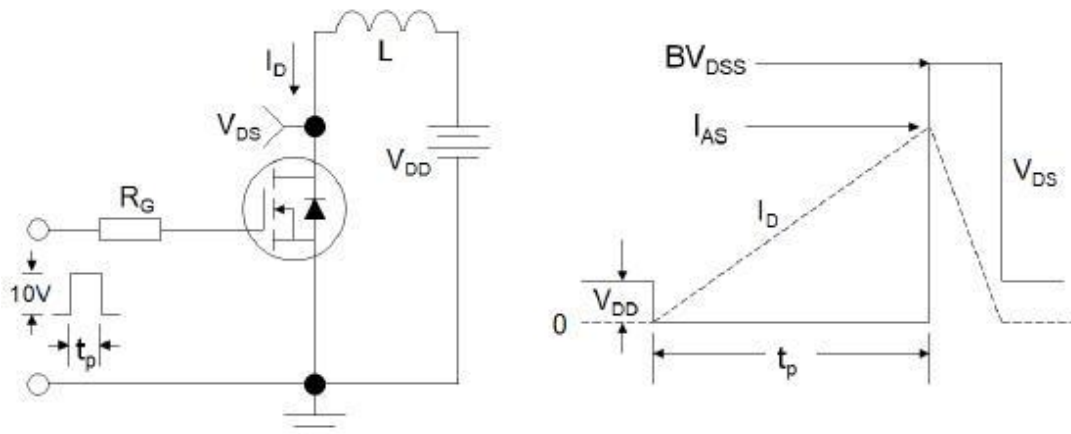 L
I_D
V_DS
V_DD
R_G
10V
t_p
BV_DSS
I_AS
V_DS
I_D
V_DD
0
t_p